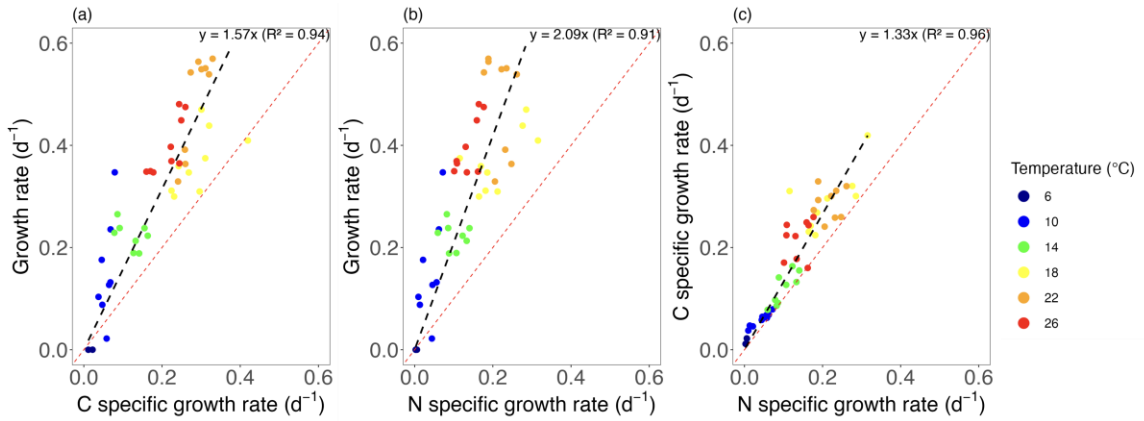 (a)
y = 1.57x (R² = 0.94)
Growth rate (d⁻¹)
0.6
0.4
0.2
0.0
0.0 0.2 0.4 0.6
C specific growth rate (d⁻¹)
(b)
y = 2.09x (R² = 0.91)
Growth rate (d⁻¹)
0.6
0.4
0.2
0.0
0.0 0.2 0.4 0.6
N specific growth rate (d⁻¹)
(c)
y = 1.33x (R² = 0.96)
C specific growth rate (d⁻¹)
0.6
0.4
0.2
0.0
0.0 0.2 0.4 0.6
N specific growth rate (d⁻¹)
Temperature (°C)
6
10
14
18
22
26